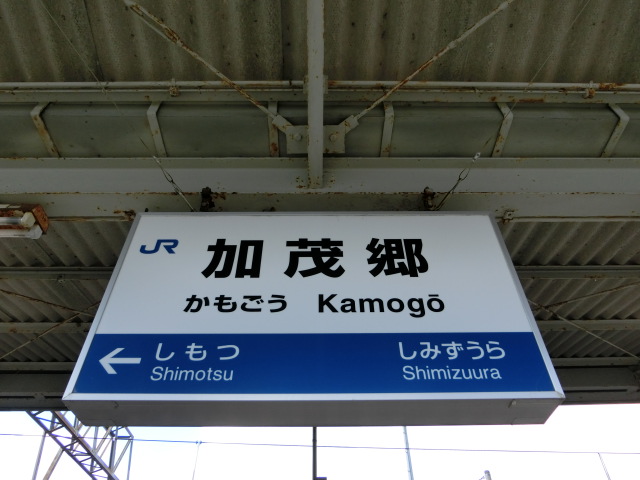 JR
加茂郷
かもごう Kamogō
← しもつ しみずうら
Shimotsu Shimizuura